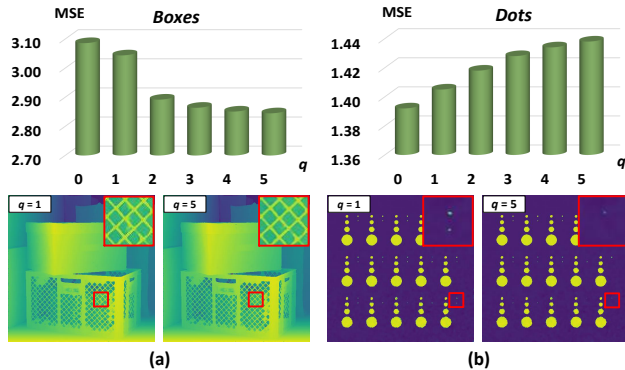 MSE Boxes
3.10
3.00
2.90
2.80
2.70
0 1 2 3 4 5 q
q = 1
q = 5
(a)
MSE Dots
1.44
1.42
1.40
1.38
1.36
0 1 2 3 4 5 q
q = 1
q = 5
(b)